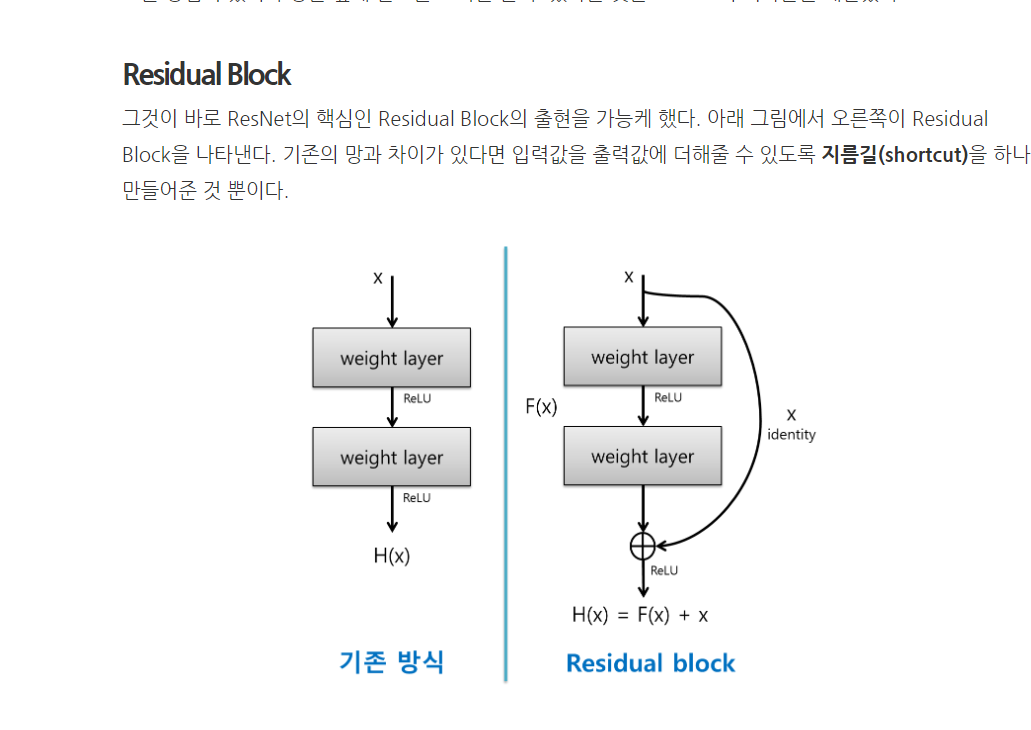 Residual Block
그것이 바로 ResNet의 핵심인 Residual Block의 출현을 가능케 했다. 아래 그림에서 오른쪽이 Residual
Block을 나타낸다. 기존의 망과 차이가 있다면 입력값을 출력값에 더해줄 수 있도록 지름길(shortcut)을 하나
만들어준 것 뿐이다.
x
weight layer
ReLU
weight layer
ReLU
H(x)
기존 방식
x
weight layer
ReLU
F(x)
weight layer
x
identity
ReLU
H(x) = F(x) + x
Residual block